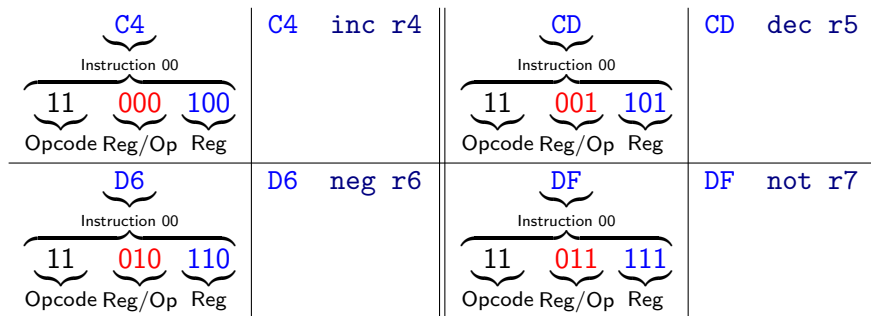 C4
Instruction 00
11 000 100
Opcode Reg/Op Reg
C4 inc r4
CD
Instruction 00
11 001 101
Opcode Reg/Op Reg
CD dec r5
D6
Instruction 00
11 010 110
Opcode Reg/Op Reg
D6 neg r6
DF
Instruction 00
11 011 111
Opcode Reg/Op Reg
DF not r7